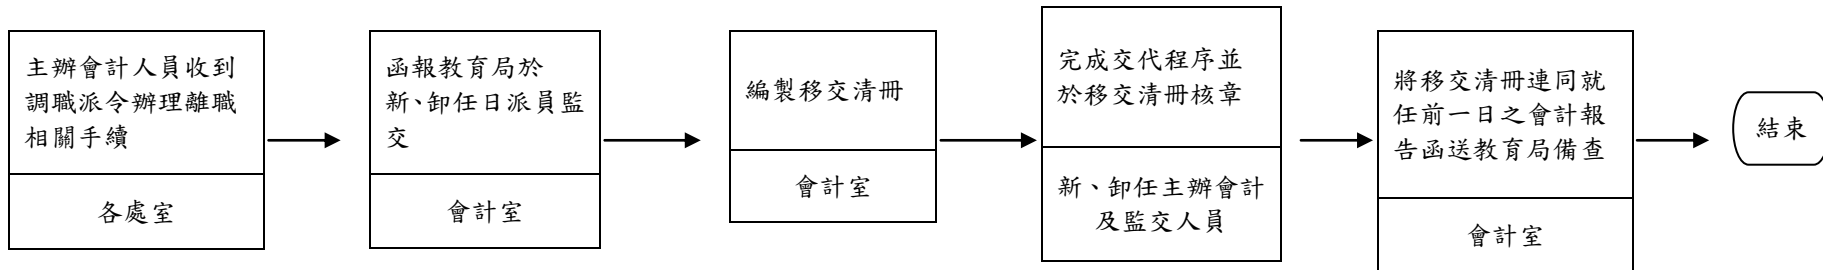 主辦會計人員收到
調職派令辦理離職
相關手續
各處室
函報教育局於
新、卸任日派員監
交
會計室
編製移交清冊
會計室
完成交代程序並
於移交清冊核章
新、卸任主辦會計
及監交人員
將移交清冊連同就
任前一日之會計報
告函送教育局備查
會計室
結束